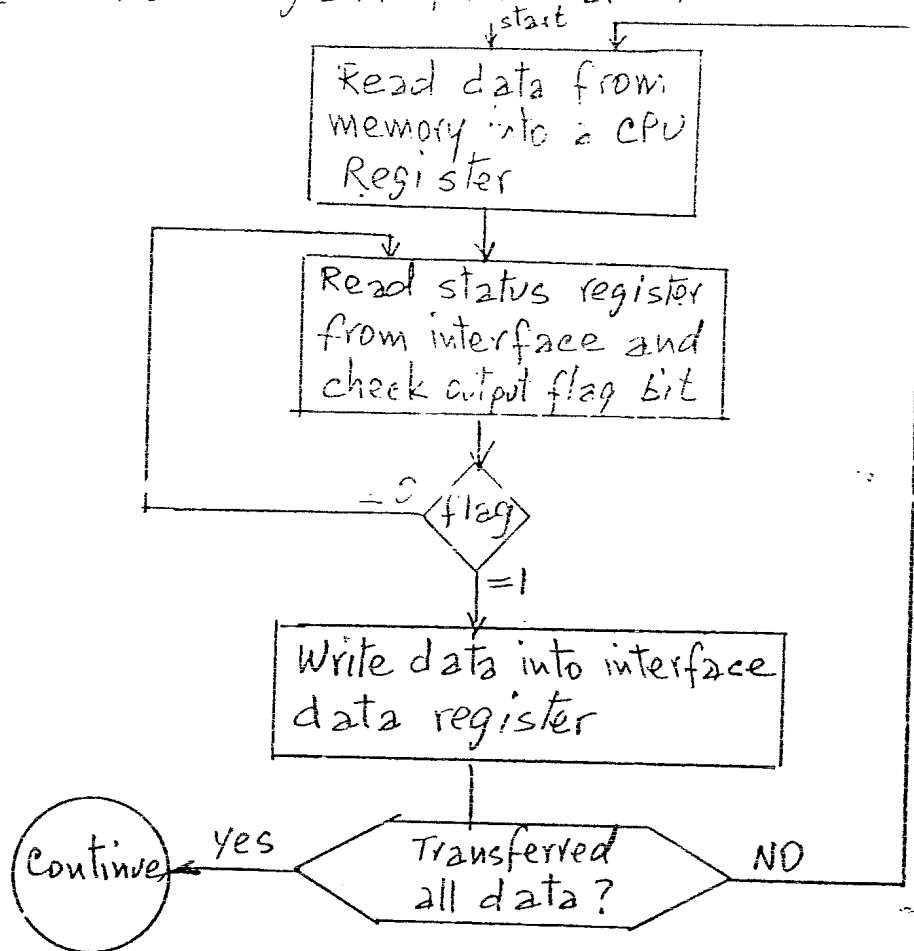 start
Read data from
memory into a CPU
Register
Read status register
from interface and
check output flag bit
=0
flag
=1
Write data into interface
data register
Transferred
all data?
Yes
Continue
NO